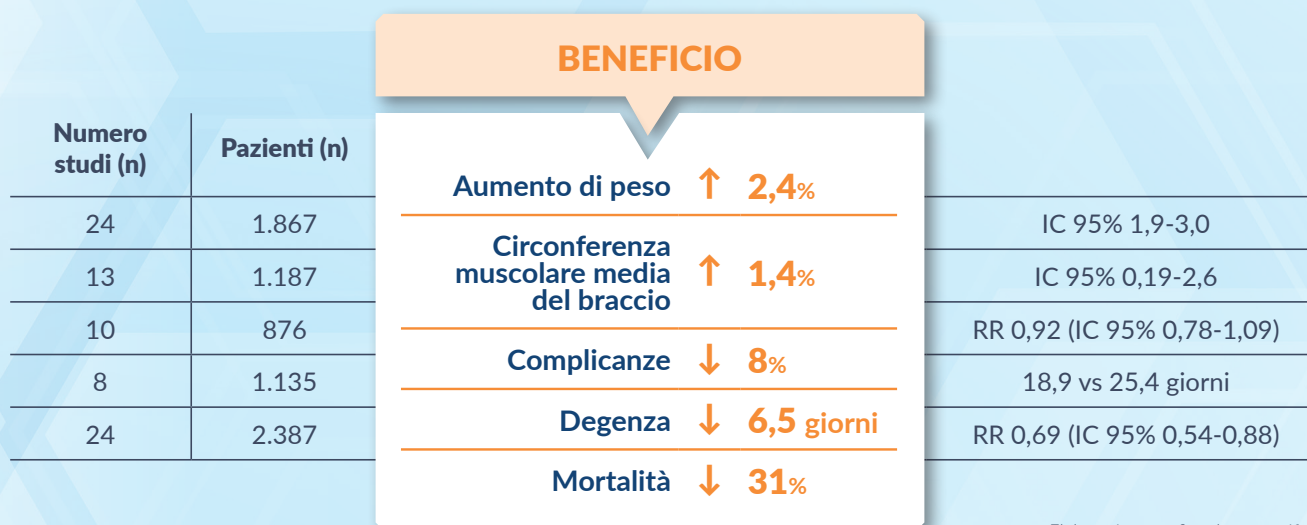 BENEFICIO
Numero
studi (n)
Pazienti (n)
24
1.867
Aumento di peso ↑ 2,4%
IC 95% 1,9-3,0
13
1.187
Circonferenza
muscolare media
del braccio
↑ 1,4%
IC 95% 0,19-2,6
10
876
Complicanze ↓ 8%
RR 0,92 (IC 95% 0,78-1,09)
8
1.135
Degenza ↓ 6,5 giorni
18,9 vs 25,4 giorni
24
2.387
Mortalità ↓ 31%
RR 0,69 (IC 95% 0,54-0,88)